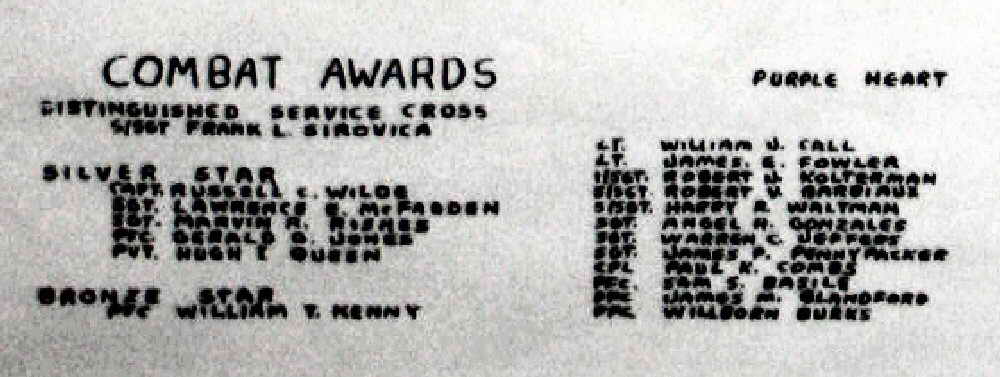 COMBAT AWARDS
DISTINGUISHED SERVICE CROSS
S/SGT FRANK L. SIROVICA
SILVER STAR
CAPT. RUSSELL C. WILDE
SGT. LAWRENCE E. McFADDEN
SGT. MARVIN
PFC GERALD D. JONES
PVT. HUGH QUEEN
BRONZE STAR
PFC WILLIAM T. KENNY
PURPLE HEART
LT. WILLIAM J. CALL
LT. JAMES E. FOWLER
1/SGT. ROBERT J. KOLTERMAN
S/SGT. ROBERT V. BARBIAUX
S/SGT. HARRY R. WALTMAN
SGT. ANGEL H. GONZALES
SGT. WARREN C. JEFFERS
SGT. JAMES P. PENNYPACKER
CPL PAUL K. COMBS
PFC. SAM S. BASILE
PFC JAMES M. BLANDFORD
PFC WILLBORN BURKS